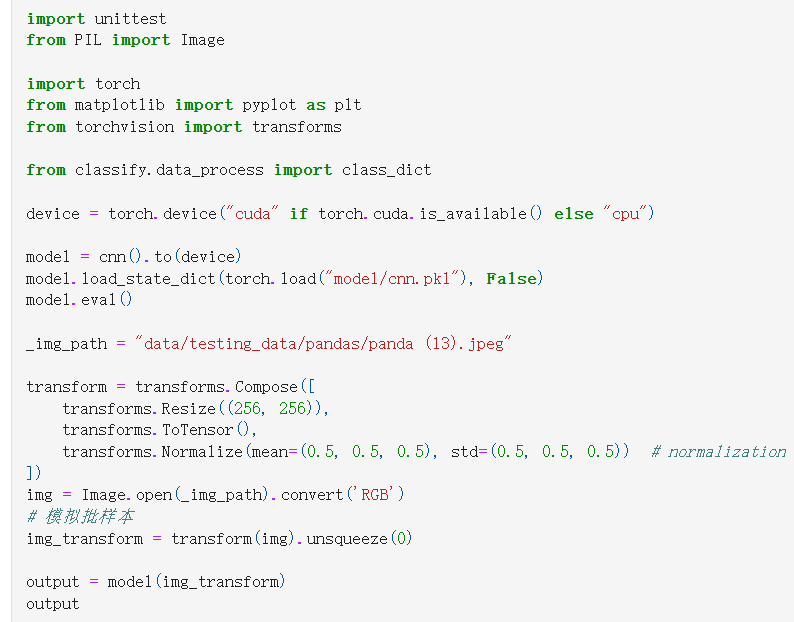 import unittest
from PIL import Image
import torch
from matplotlib import pyplot as plt
from torchvision import transforms
from classify.data_process import class_dict
device = torch.device("cuda" if torch.cuda.is_available() else "cpu")
model = cnn().to(device)
model.load_state_dict(torch.load("model/cnn.pkl"), False)
model.eval()
_img_path = "data/testing_data/pandas/panda (13).jpeg"
transform = transforms.Compose([
    transforms.Resize((256, 256)),
    transforms.ToTensor(),
    transforms.Normalize(mean=(0.5, 0.5, 0.5), std=(0.5, 0.5, 0.5))  # normalization
])
img = Image.open(_img_path).convert('RGB')
# 模拟批样本
img_transform = transform(img).unsqueeze(0)
output = model(img_transform)
output